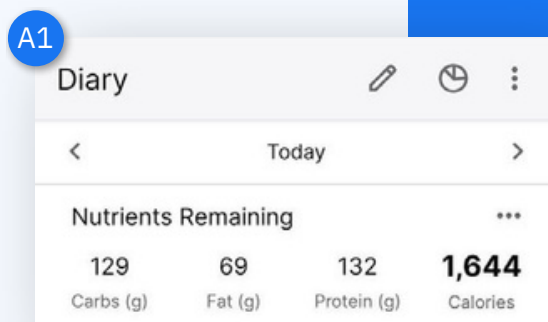 A1
Diary
Today
Nutrients Remaining
129 69 132 1,644
Carbs (g) Fat (g) Protein (g) Calories